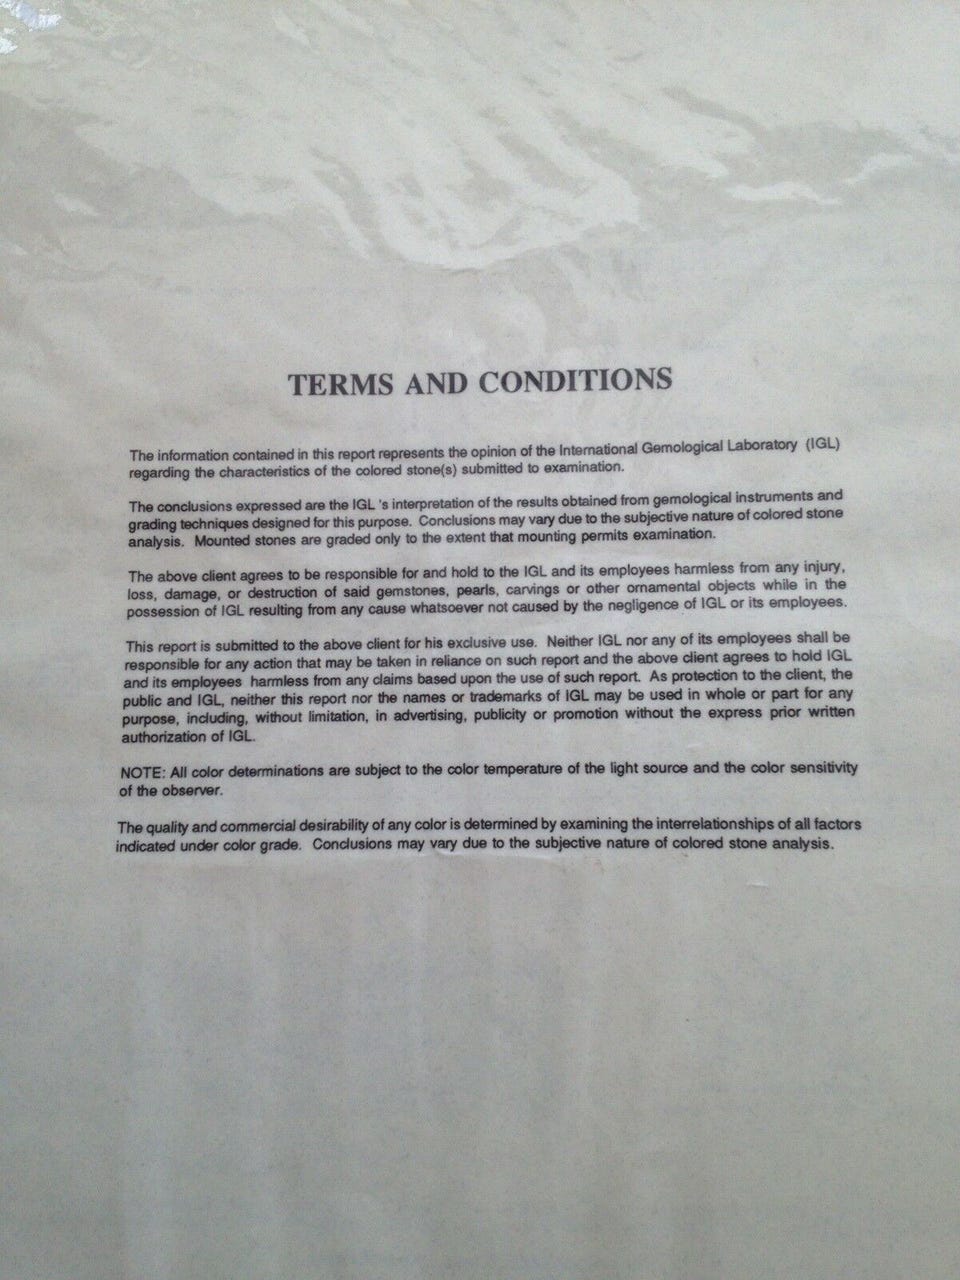 TERMS AND CONDITIONS
The information contained in this report represents the opinion of the International Gemological Laboratory (IGL)
regarding the characteristics of the colored stone(s) submitted to examination.
The conclusions expressed are the IGL 's interpretation of the results obtained from gemological instruments and
grading techniques designed for this purpose. Conclusions may vary due to the subjective nature of colored stone
analysis. Mounted stones are graded only to the extent that mounting permits examination.
The above client agrees to be responsible for and hold to the IGL and its employees harmless from any injury,
loss, damage, or destruction of said gemstones, pearls, carvings or other ornamental objects while in the
possession of IGL resulting from any cause whatsoever not caused by the negligence of IGL or its employees.
This report is submitted to the above client for his exclusive use. Neither IGL nor any of its employees shall be
responsible for any action that may be taken in reliance on such report and the above client agrees to hold IGL
and its employees harmless from any claims based upon the use of such report. As protection to the client, the
public and IGL, neither this report nor the names or trademarks of IGL may be used in whole or part for any
purpose, including, without limitation, in advertising, publicity or promotion without the express prior written
authorization of IGL.
NOTE: All color determinations are subject to the color temperature of the light source and the color sensitivity
of the observer.
The quality and commercial desirability of any color is determined by examining the interrelationships of all factors
indicated under color grade. Conclusions may vary due to the subjective nature of colored stone analysis.